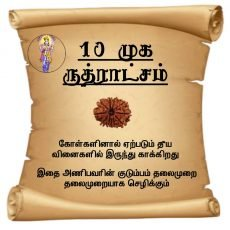 10 முக
ருத்ராட்சம்
கோள்களினால் ஏற்படும் தீய
வினைகளில் இருந்து காக்கிறது
இதை அணிபவரின் குடும்பம் தலைமுறை
தலைமுறையாக செழிக்கும்